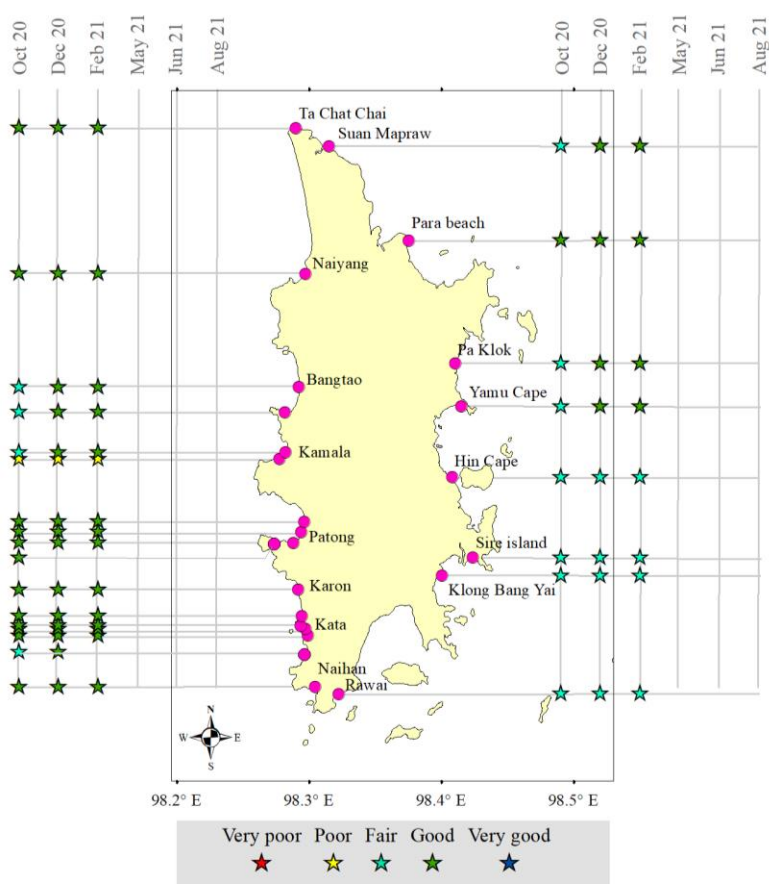 Oct 20
Dec 20
Feb 21
May 21
Jun 21
Aug 21
Oct 20
Dec 20
Feb 21
May 21
Jun 21
Aug 21
Ta Chat Chai
Suan Mapraw
Para beach
Naiyang
Pa Klok
Bangtao
Yamu Cape
Kamala
Hin Cape
Patong
Sire island
Karon
Klong Bang Yai
Kata
Naihan
Rawai
N
W E
S
98.2° E 98.3° E 98.4° E 98.5° E
Very poor Poor Fair Good Very good